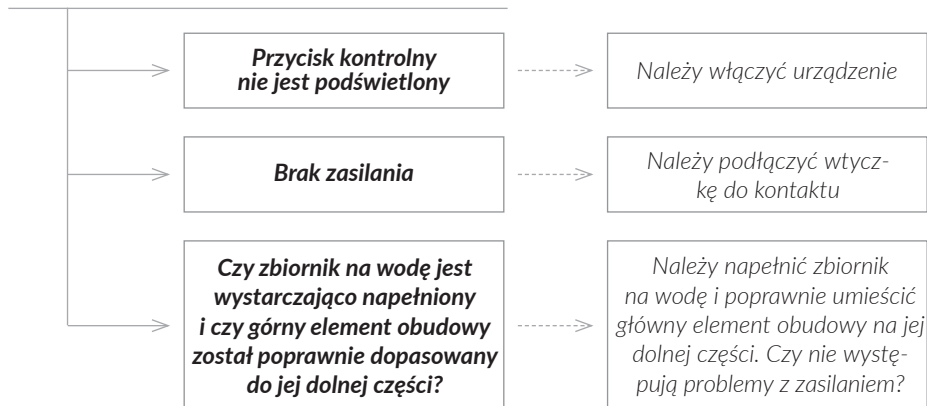 Przycisk kontrolny
nie jest podświetlony
Należy włączyć urządzenie
Brak zasilania
Należy podłączyć wtycz-
kę do kontaktu
Czy zbiornik na wodę jest
wystarczająco napełniony
i czy górny element obudowy
został poprawnie dopasowany
do jej dolnej części?
Należy napełnić zbiornik
na wodę i poprawnie umieścić
główny element obudowy na jej
dolnej części. Czy nie wystę-
pują problemy z zasilaniem?